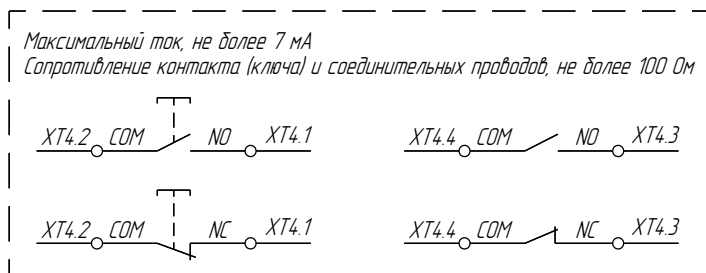 Максимальный ток, не более 7 мА
Сопротивление контакта (ключа) и соединительных проводов, не более 100 Ом
XT4.2 COM NO XT4.1 XT4.4 COM NO XT4.3
XT4.2 COM NC XT4.1 XT4.4 COM NC XT4.3